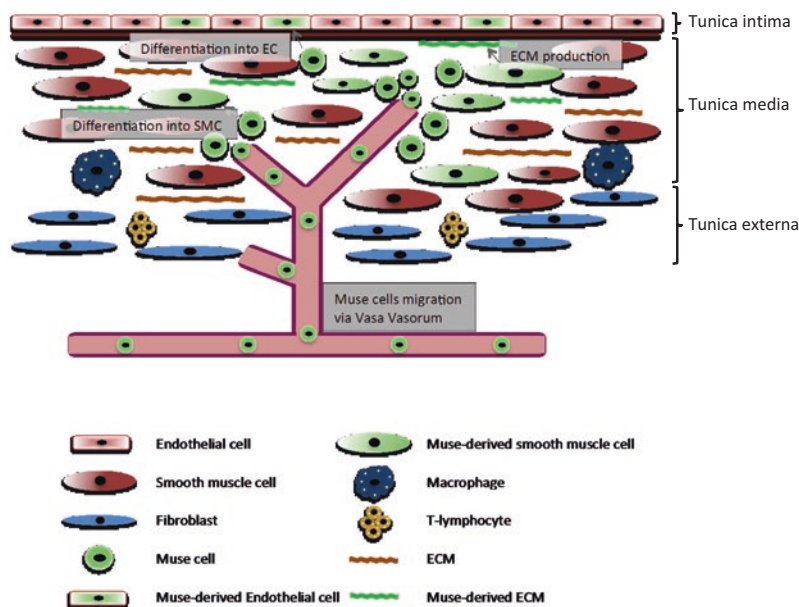 Tunica intima
Differentiation into EC
ECM production
Tunica media
Differentiation into SMC
Tunica externa
Muse cells migration
via Vasa Vasorum
Endothelial cell
Muse-derived smooth muscle cell
Smooth muscle cell
Macrophage
Fibroblast
T-lymphocyte
Muse cell
ECM
Muse-derived Endothelial cell
Muse-derived ECM